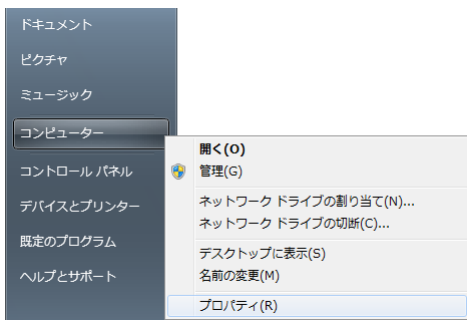 ドキュメント
ピクチャ
ミュージック
コンピューター
コントロール パネル
デバイスとプリンター
既定のプログラム
ヘルプとサポート
開く(O)
管理(G)
ネットワーク ドライブの割り当て(N)...
ネットワーク ドライブの切断(C)...
デスクトップに表示(S)
名前の変更(M)
プロパティ(R)